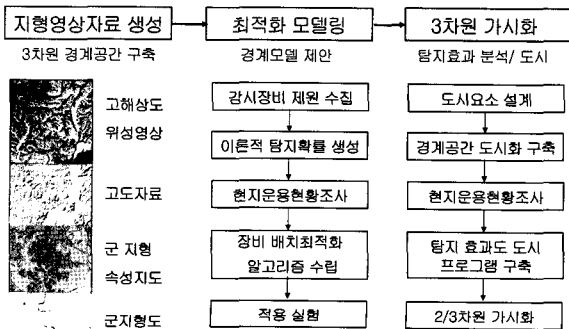 지형영상자료 생성
최적화 모델링
3차원 가시화
3차원 경계공간 구축
경계모델 제안
탐지효과 분석/ 도시
고해상도
위성영상
고도자료
군 지형
속성지도
군지형도
감시장비 제원 수집
이론적 탐지확률 생성
현지운용현황조사
장비 배치최적화
알고리즘 수립
적용 실험
도시요소 설계
경계공간 도시화 구축
현지운용현황조사
탐지 효과도 도시
프로그램 구축
2/3차원 가시화